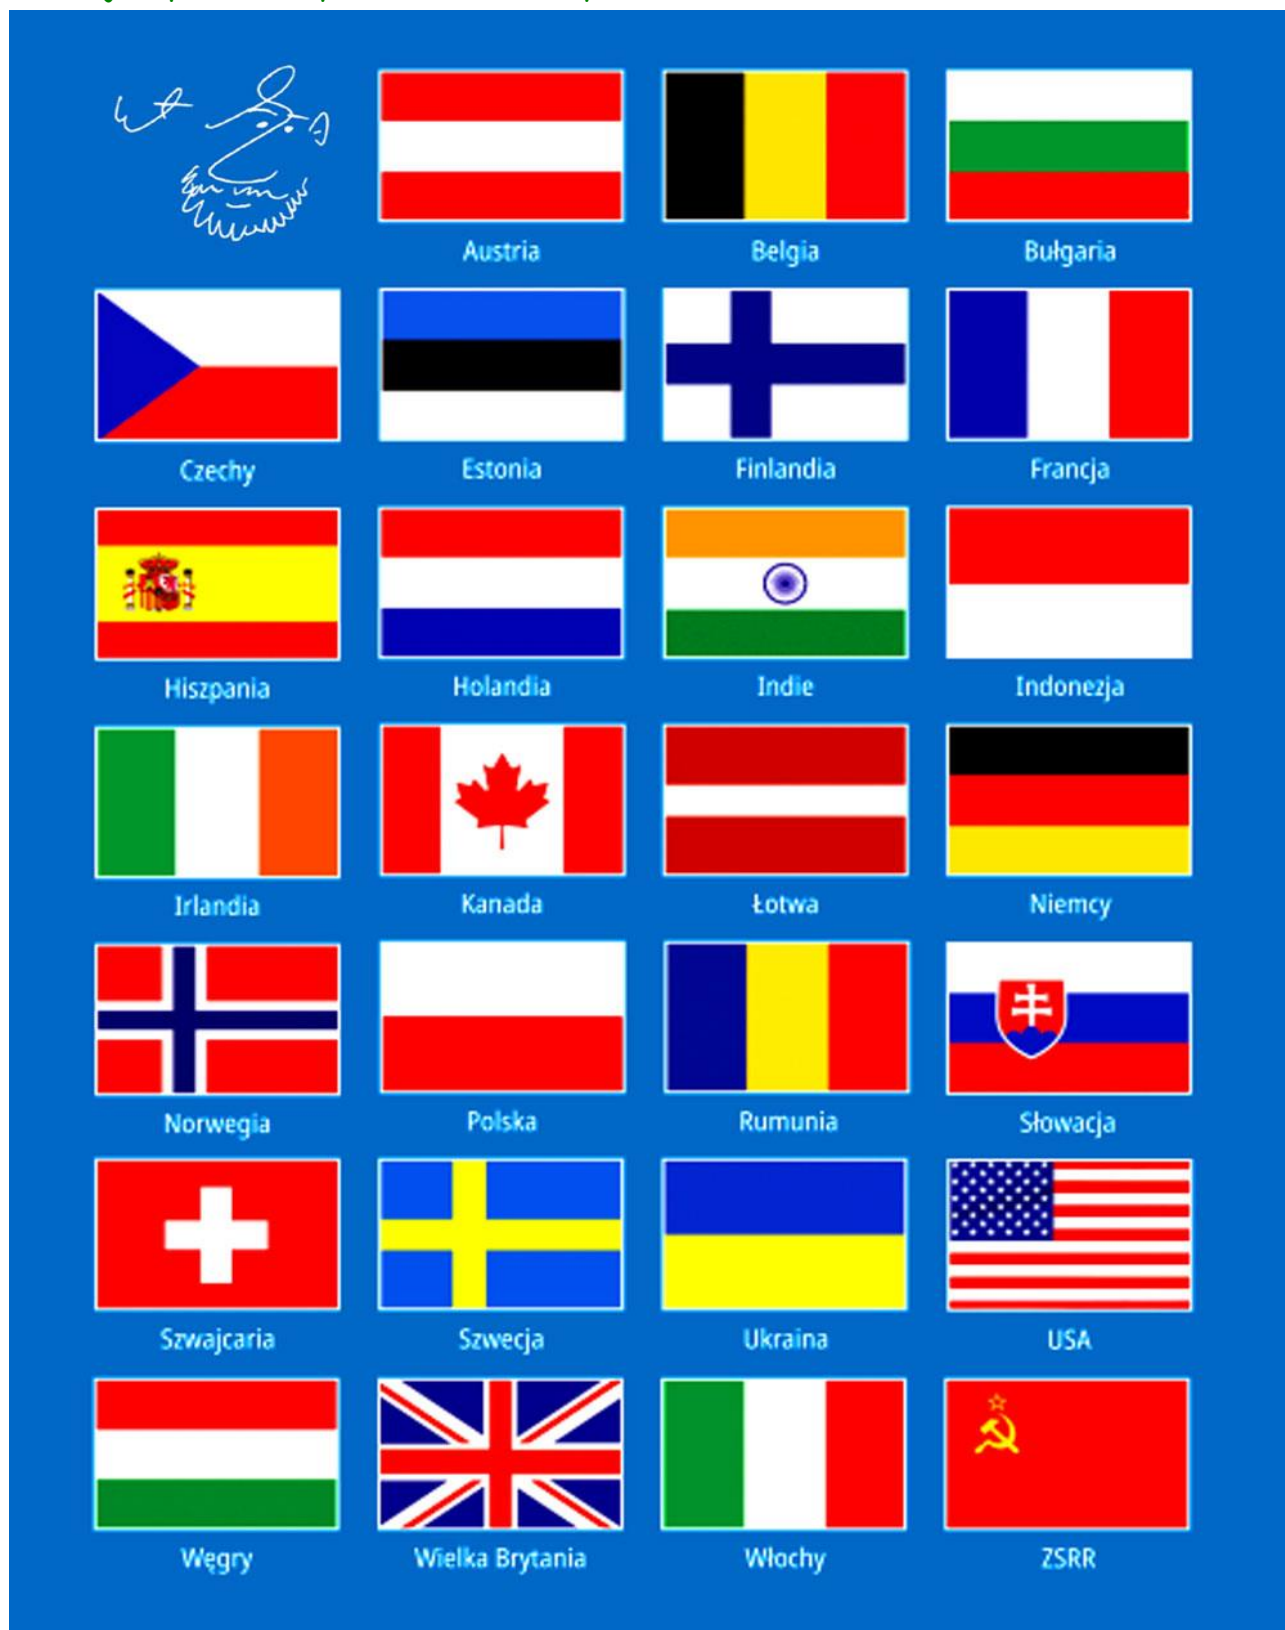 Austria Belgia Bułgaria
Czechy Estonia Finlandia Francja
Hiszpania Holandia Indie Indonezja
Irlandia Kanada Łotwa Niemcy
Norwegia Polska Rumunia Słowacja
Szwajcaria Szwecja Ukraina USA
Węgry Wielka Brytania Włochy ZSRR